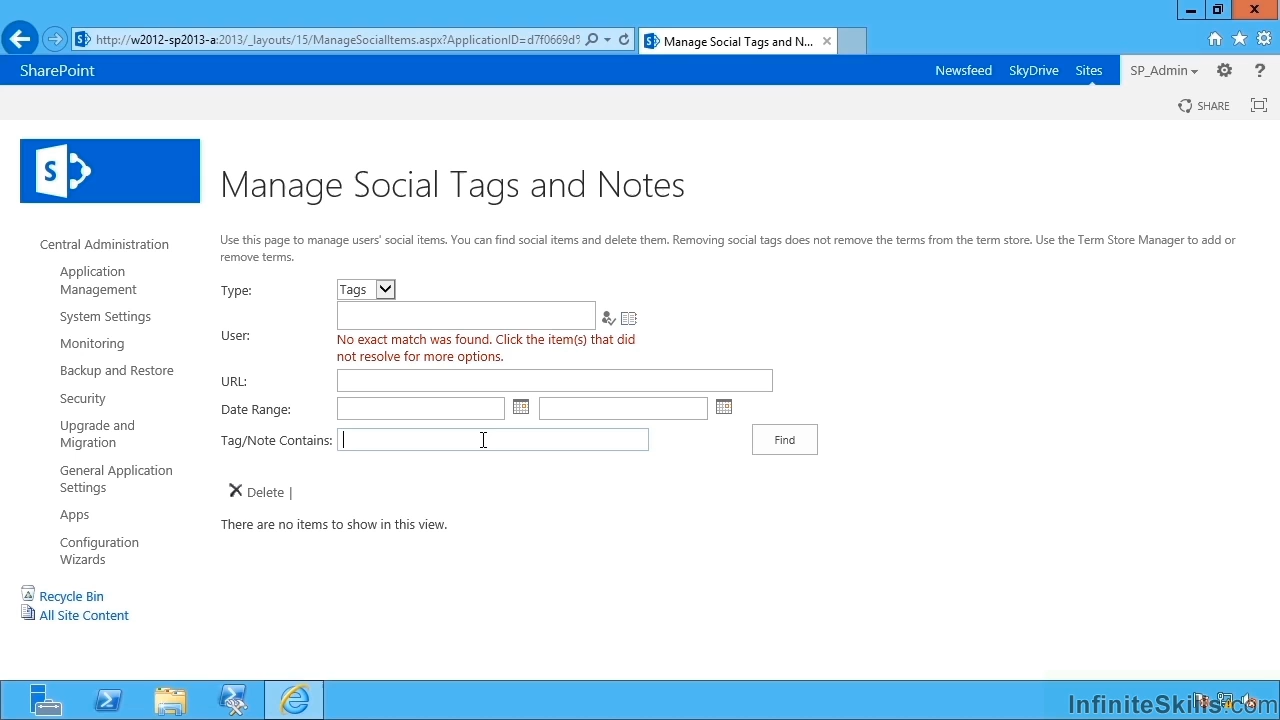 http://w2012-sp2013-a:2013/_layouts/15/ManageSocialItems.aspx?ApplicationID=d7f0669d%
Manage Social Tags and N...
SharePoint
Newsfeed SkyDrive Sites SP_Admin ?
SHARE
S
Manage Social Tags and Notes
Use this page to manage users' social items. You can find social items and delete them. Removing social tags does not remove the terms from the term store. Use the Term Store Manager to add or
remove terms.
Central Administration
Application
Management
System Settings
Monitoring
Backup and Restore
Security
Upgrade and
Migration
General Application
Settings
Apps
Configuration
Wizards
Recycle Bin
All Site Content
Type: Tags
User:
No exact match was found. Click the item(s) that did
not resolve for more options.
URL:
Date Range:
Tag/Note Contains: Find
Delete |
There are no items to show in this view.
InfiniteSkills.com